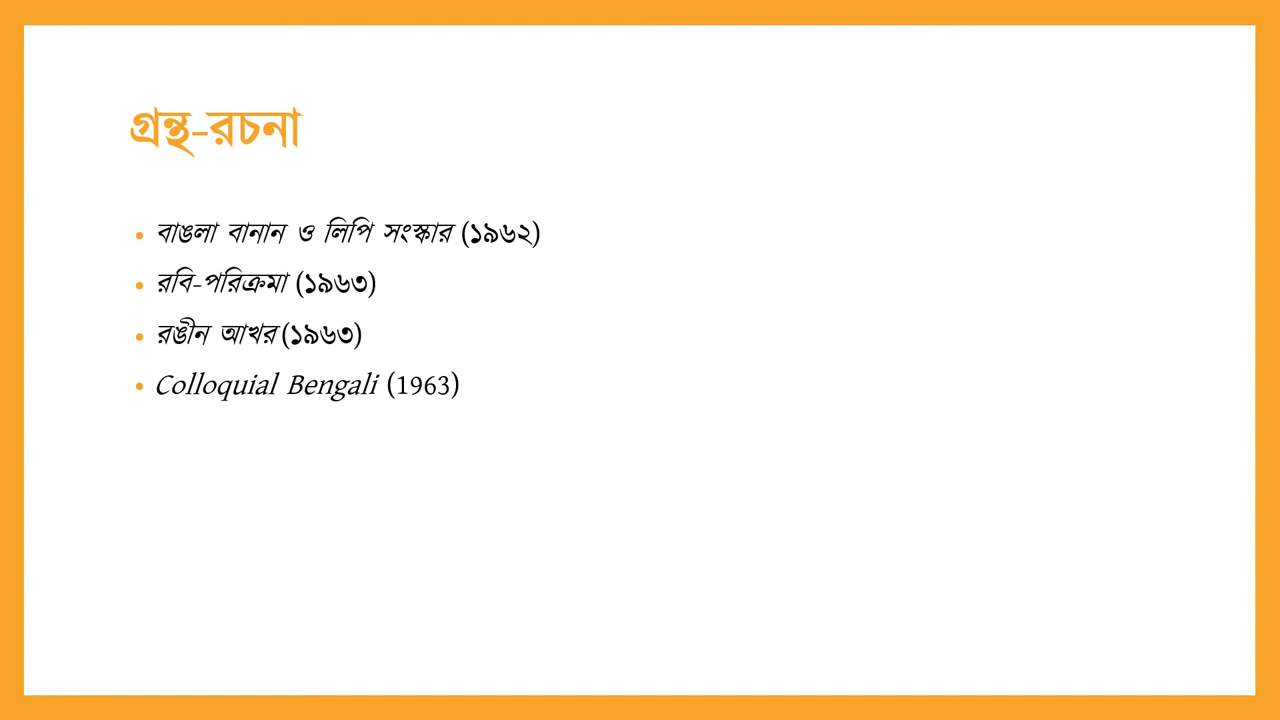 গ্রন্থ-রচনা
• বাঙলা বানান ও লিপি সংস্কার (১৯৬২)
• রবি-পরিক্রমা (১৯৬৩)
• রঙীন আখর (১৯৬৩)
• Colloquial Bengali (1963)